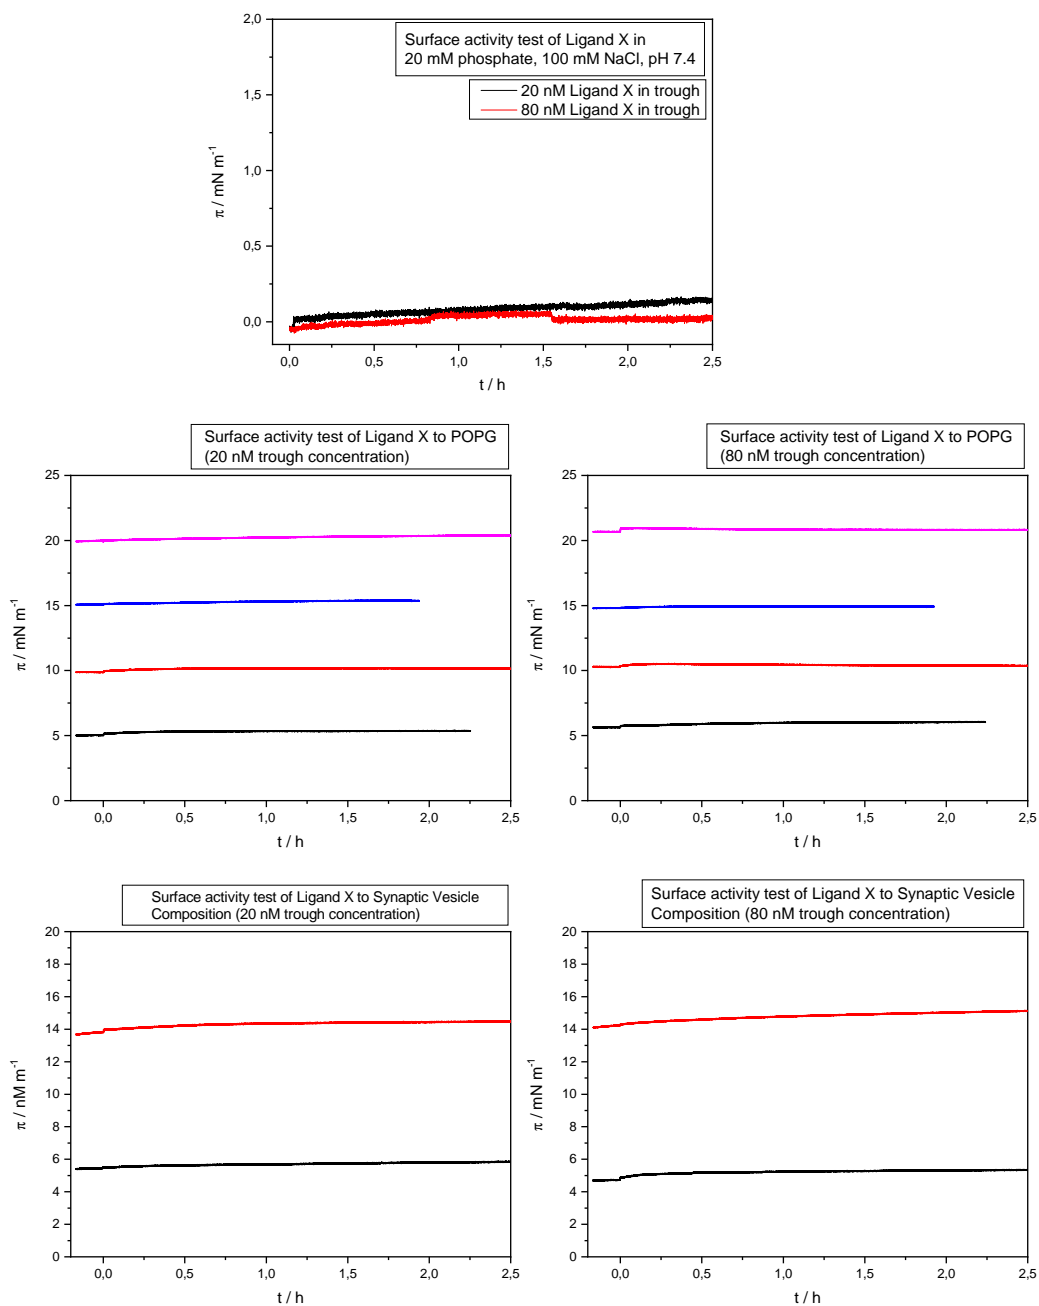 Surface activity test of Ligand X in
20 mM phosphate, 100 mM NaCl, pH 7.4
20 nM Ligand X in trough
80 nM Ligand X in trough
2,0
1,5
1,0
0,5
0,0
π / mN m⁻¹
0,0 0,5 1,0 1,5 2,0 2,5
t / h
Surface activity test of Ligand X to POPG
(20 nM trough concentration)
25
20
15
10
5
0
π / mN m⁻¹
0,0 0,5 1,0 1,5 2,0 2,5
t / h
Surface activity test of Ligand X to POPG
(80 nM trough concentration)
25
20
15
10
5
0
π / mN m⁻¹
0,0 0,5 1,0 1,5 2,0 2,5
t / h
Surface activity test of Ligand X to Synaptic Vesicle
Composition (20 nM trough concentration)
20
18
16
14
12
10
8
6
4
2
0
π / nM m⁻¹
0,0 0,5 1,0 1,5 2,0 2,5
t / h
Surface activity test of Ligand X to Synaptic Vesicle
Composition (80 nM trough concentration)
20
18
16
14
12
10
8
6
4
2
0
π / mN m⁻¹
0,0 0,5 1,0 1,5 2,0 2,5
t / h